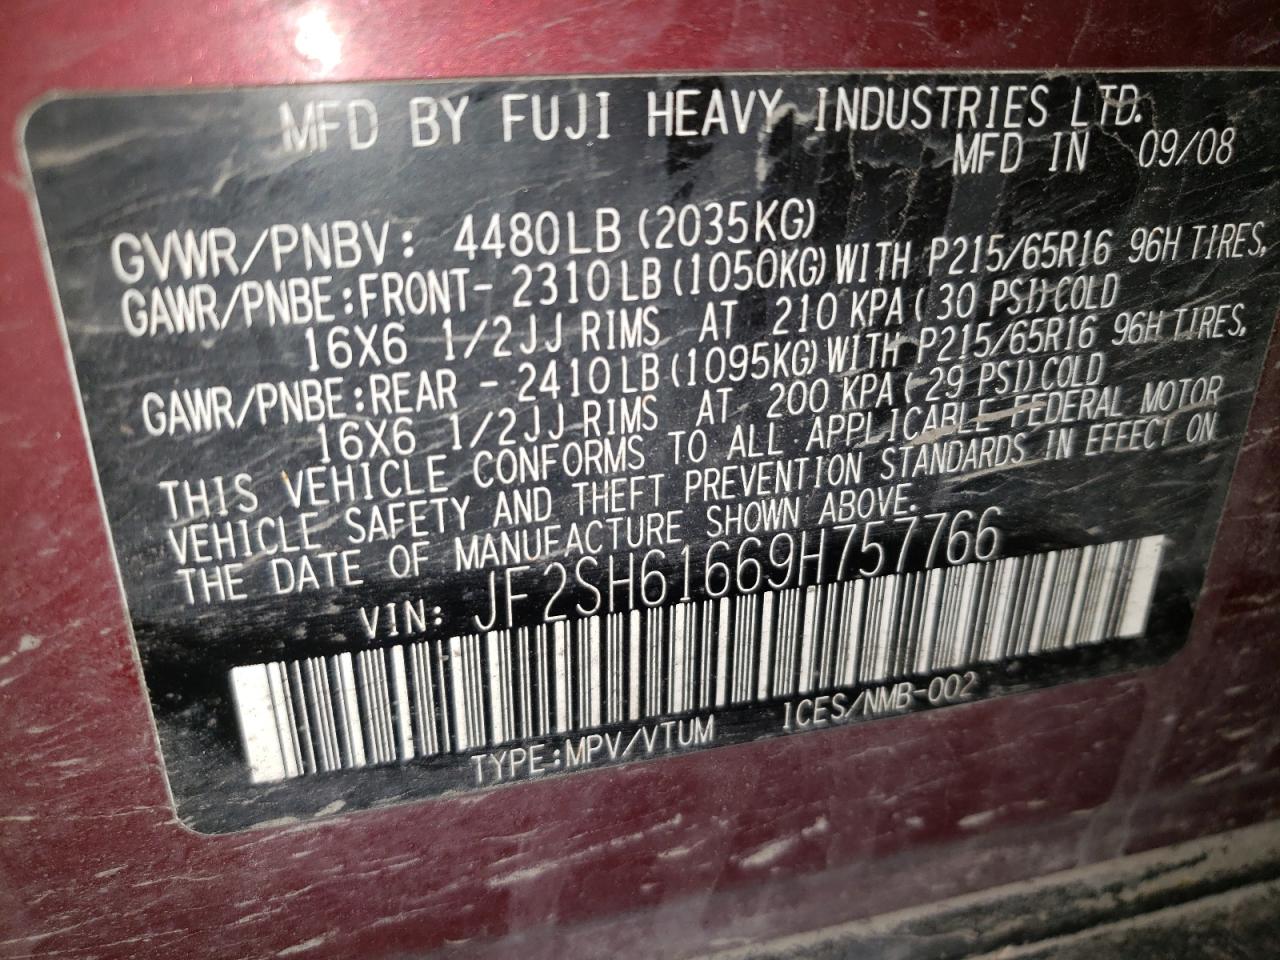 MFD BY FUJI HEAVY INDUSTRIES LTD.
MFD IN 09/08
GVWR/PNBV: 4480LB (2035KG)
GAWR/PNBE:FRONT- 2310LB (1050KG) WITH P215/65R16 96H TIRES,
16X6 1/2JJ RIMS AT 210 KPA ( 30 PSI) COLD
GAWR/PNBE:REAR - 2410LB (1095KG) WITH P215/65R16 96H TIRES,
16X6 1/2JJ RIMS AT 200 KPA ( 29 PSI) COLD
THIS VEHICLE CONFORMS TO ALL APPLICABLE FEDERAL MOTOR
VEHICLE SAFETY AND THEFT PREVENTION STANDARDS IN EFFECT ON
THE DATE OF MANUFACTURE SHOWN ABOVE.
VIN: JF2SH61669H757766
TYPE:MPV/VTUM ICES/NMB-002